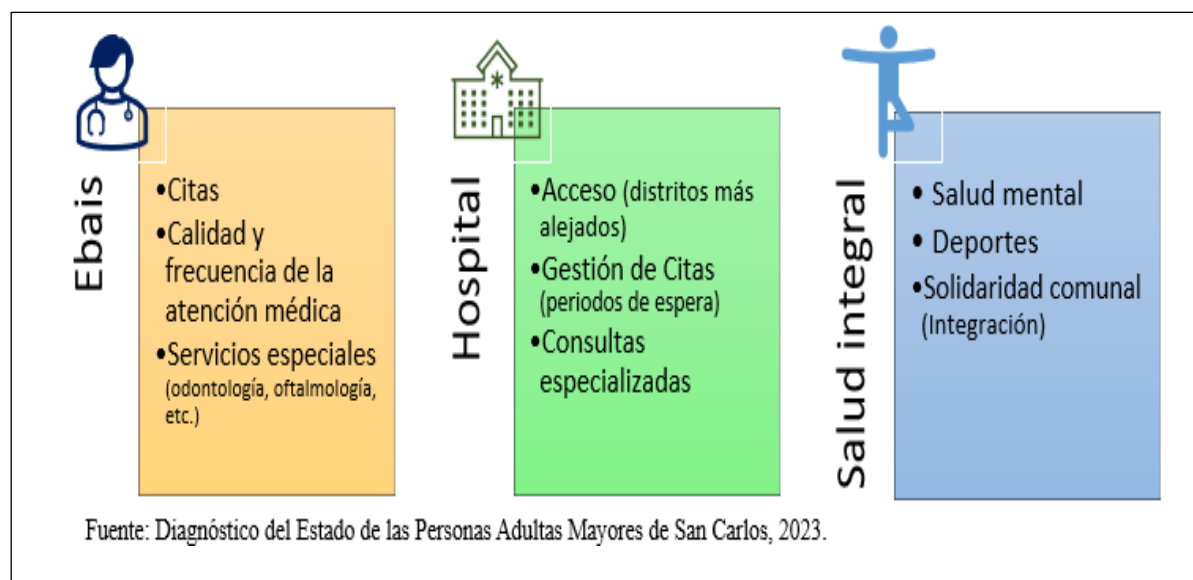 Ebais
•Citas
•Calidad y
frecuencia de la
atención médica
•Servicios especiales
(odontología, oftalmología,
etc.)
Hospital
•Acceso (distritos más
alejados)
•Gestión de Citas
(periodos de espera)
•Consultas
especializadas
Salud integral
• Salud mental
• Deportes
•Solidaridad comunal
(Integración)
Fuente: Diagnóstico del Estado de las Personas Adultas Mayores de San Carlos, 2023.